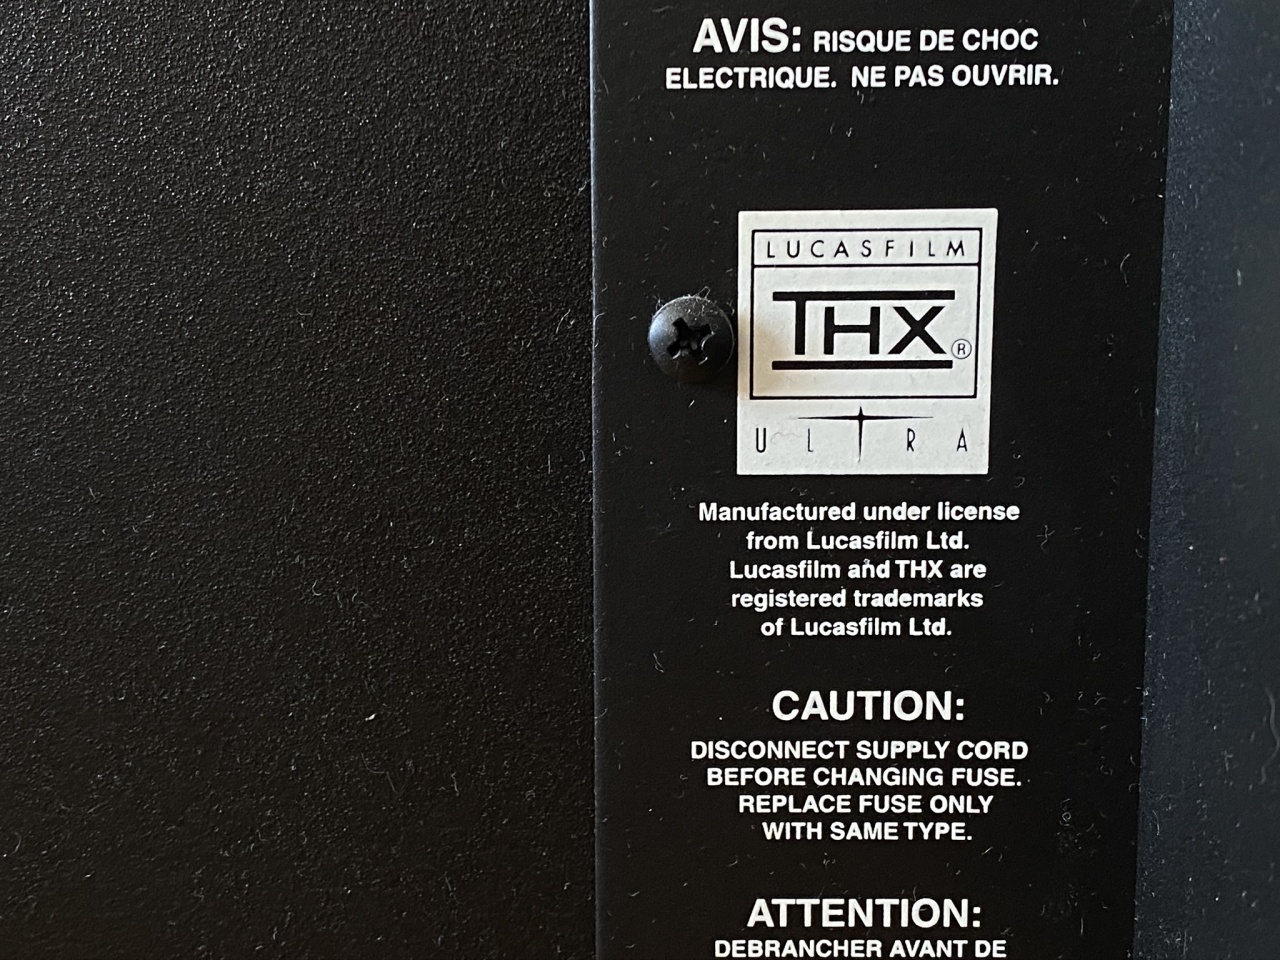 AVIS: RISQUE DE CHOC
ELECTRIQUE. NE PAS OUVRIR.
LUCASFILM
THX®
ULTRA
Manufactured under license
from Lucasfilm Ltd.
Lucasfilm and THX are
registered trademarks
of Lucasfilm Ltd.
CAUTION:
DISCONNECT SUPPLY CORD
BEFORE CHANGING FUSE.
REPLACE FUSE ONLY
WITH SAME TYPE.
ATTENTION:
DEBRANCHER AVANT DE